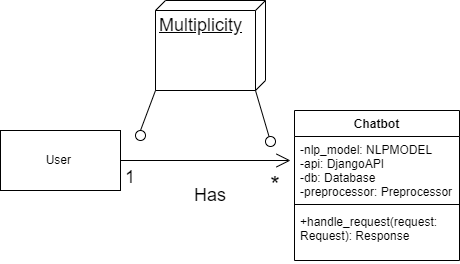 Multiplicity
User
1
Has
*
Chatbot
-nlp_model: NLPMODEL
-api: DjangoAPI
-db: Database
-preprocessor: Preprocessor
+handle_request(request:
Request): Response